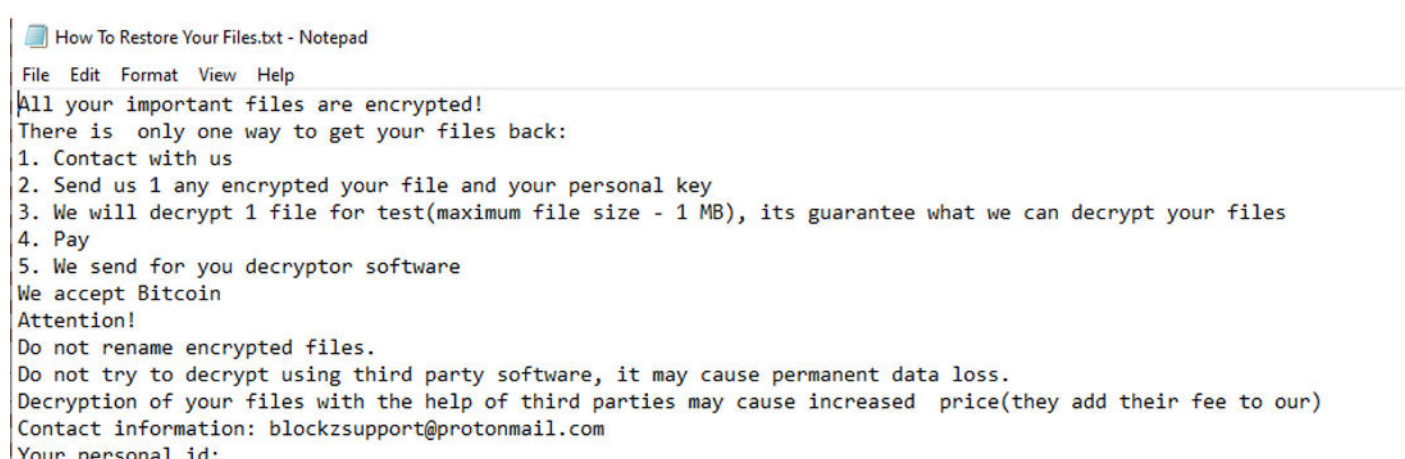 How To Restore Your Files.txt - Notepad
File Edit Format View Help
All your important files are encrypted!
There is  only one way to get your files back:
1. Contact with us
2. Send us 1 any encrypted your file and your personal key
3. We will decrypt 1 file for test(maximum file size - 1 MB), its guarantee what we can decrypt your files
4. Pay
5. We send for you decryptor software
We accept Bitcoin
Attention!
Do not rename encrypted files.
Do not try to decrypt using third party software, it may cause permanent data loss.
Decryption of your files with the help of third parties may cause increased  price(they add their fee to our)
Contact information: blockzsupport@protonmail.com
Your personal id: